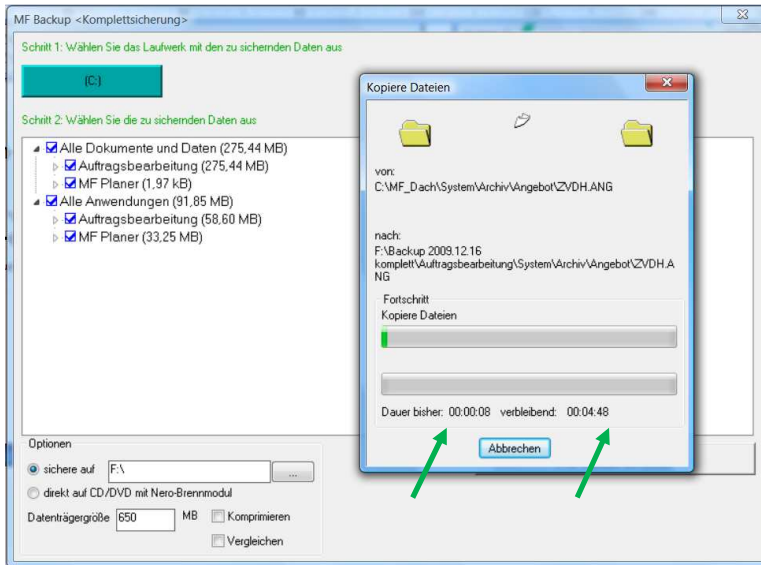 MF Backup <Komplettsicherung>
Schritt 1: Wählen Sie das Laufwerk mit den zu sichernden Daten aus
(C:)
Schritt 2: Wählen Sie die zu sichernden Daten aus
Alle Dokumente und Daten (275,44 MB)
Auftragsbearbeitung (275,44 MB)
MF Planer (1,97 kB)
Alle Anwendungen (91,85 MB)
Auftragsbearbeitung (58,60 MB)
MF Planer (33,25 MB)
Kopiere Dateien
von:
C:\MF_Dach\System\Archiv\Angebot\ZVDH.ANG
nach:
F:\Backup 2009.12.16
komplett\Auftragsbearbeitung\System\Archiv\Angebot\ZVDH.A
NG
Fortschritt
Kopiere Dateien
Dauer bisher: 00:00:08 verbleibend: 00:04:48
Abbrechen
Optionen
sichere auf F:\ ...
direkt auf CD/DVD mit Nero-Brennmodul
Datenträgergröße 650 MB Komprimieren
Vergleichen